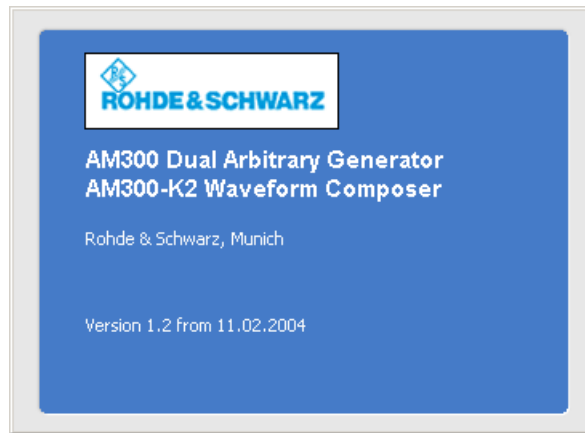 R&S
ROHDE&SCHWARZ
AM300 Dual Arbitrary Generator
AM300-K2 Waveform Composer
Rohde & Schwarz, Munich
Version 1.2 from 11.02.2004